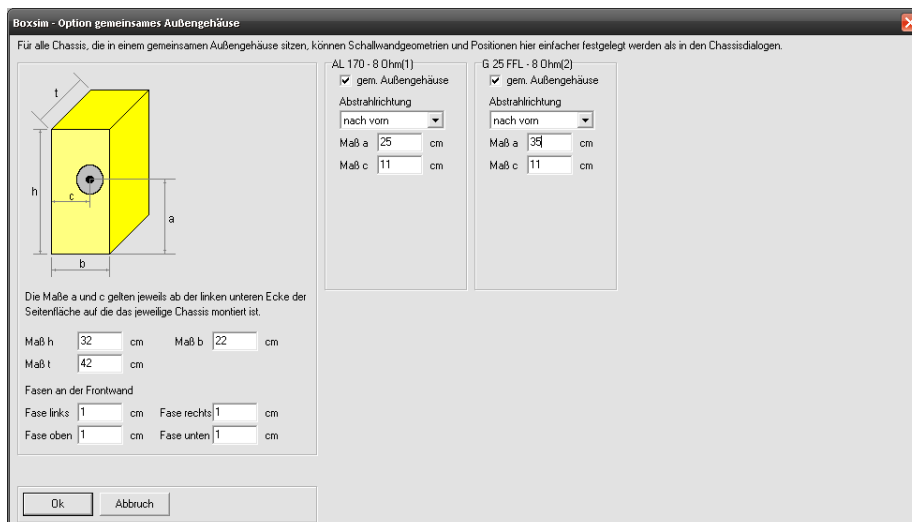 Boxsim - Option gemeinsames Außengehäuse
Für alle Chassis, die in einem gemeinsamen Außengehäuse sitzen, können Schallwandgeometrien und Positionen hier einfacher festgelegt werden als in den Chassisdialogen.
t
h
c
a
b
Die Maße a und c gelten jeweils ab der linken unteren Ecke der
Seitenfläche auf die das jeweilige Chassis montiert ist.
Maß h 32 cm Maß b 22 cm
Maß t 42 cm
Fasen an der Frontwand
Fase links 1 cm Fase rechts 1 cm
Fase oben 1 cm Fase unten 1 cm
Ok Abbruch
AL 170 - 8 Ohm(1)
gem. Außengehäuse
Abstrahlrichtung
nach vorn
Maß a 25 cm
Maß c 11 cm
G 25 FFL - 8 Ohm(2)
gem. Außengehäuse
Abstrahlrichtung
nach vorn
Maß a 35 cm
Maß c 11 cm